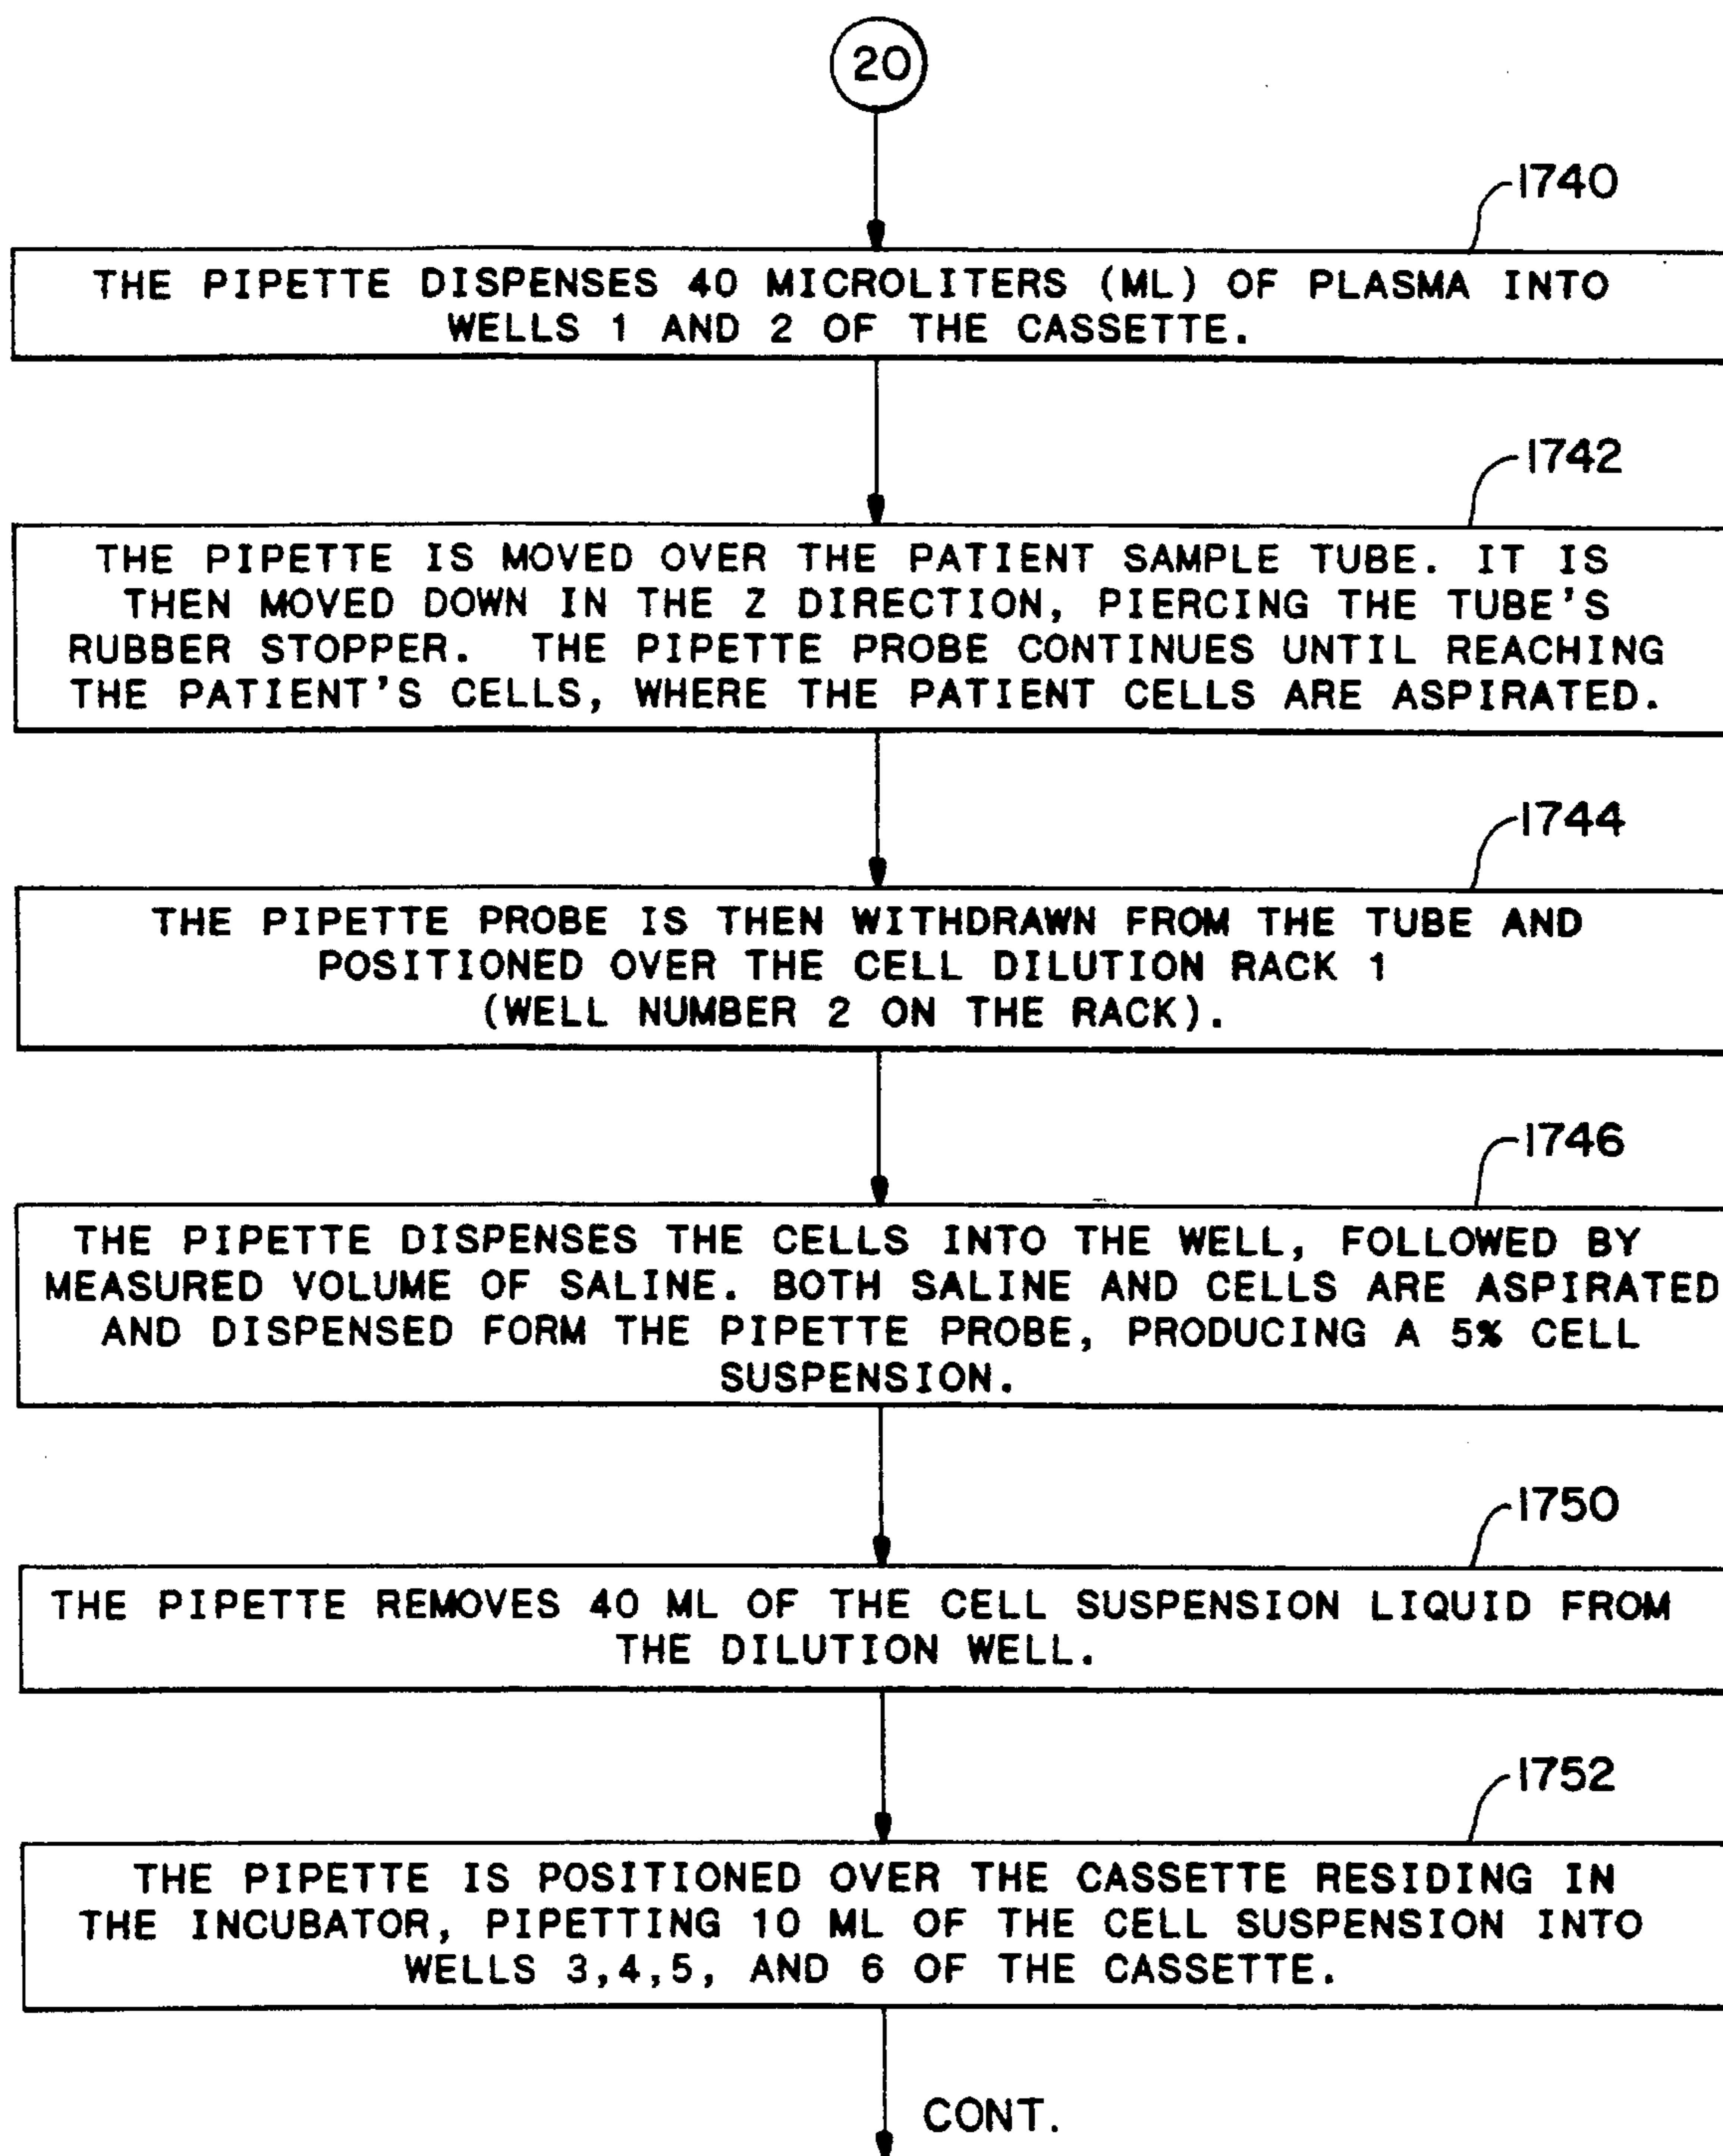 20
1740
THE PIPETTE DISPENSES 40 MICROLITERS (ML) OF PLASMA INTO
WELLS 1 AND 2 OF THE CASSETTE.
1742
THE PIPETTE IS MOVED OVER THE PATIENT SAMPLE TUBE. IT IS
THEN MOVED DOWN IN THE Z DIRECTION, PIERCING THE TUBE'S
RUBBER STOPPER. THE PIPETTE PROBE CONTINUES UNTIL REACHING
THE PATIENT'S CELLS, WHERE THE PATIENT CELLS ARE ASPIRATED.
1744
THE PIPETTE PROBE IS THEN WITHDRAWN FROM THE TUBE AND
POSITIONED OVER THE CELL DILUTION RACK 1
(WELL NUMBER 2 ON THE RACK).
1746
THE PIPETTE DISPENSES THE CELLS INTO THE WELL, FOLLOWED BY
MEASURED VOLUME OF SALINE. BOTH SALINE AND CELLS ARE ASPIRATED
AND DISPENSED FORM THE PIPETTE PROBE, PRODUCING A 5% CELL
SUSPENSION.
1750
THE PIPETTE REMOVES 40 ML OF THE CELL SUSPENSION LIQUID FROM
THE DILUTION WELL.
1752
THE PIPETTE IS POSITIONED OVER THE CASSETTE RESIDING IN
THE INCUBATOR, PIPETTING 10 ML OF THE CELL SUSPENSION INTO
WELLS 3,4,5, AND 6 OF THE CASSETTE.
CONT.